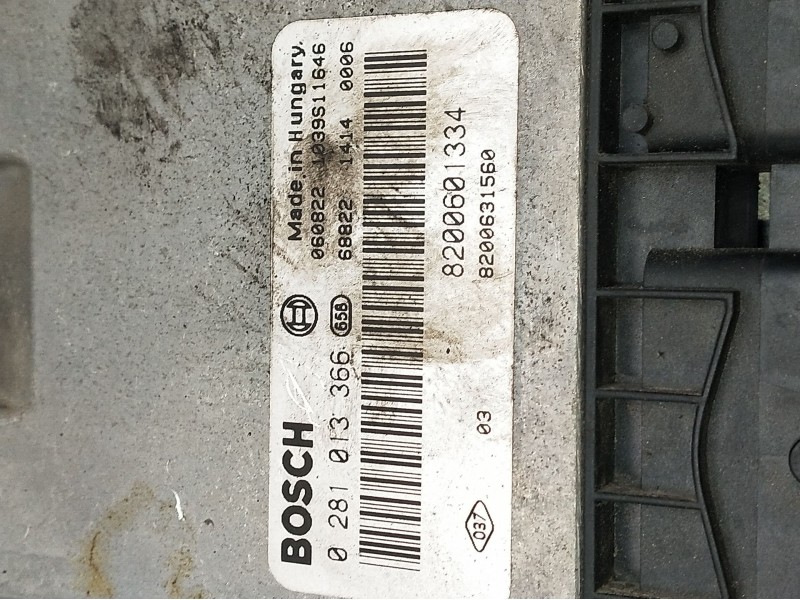 BOSCH
Made in Hungary.
060822 1039S11646
0 281 013 366 658 68822 1414 0006
8200601334
8200631560
037 03